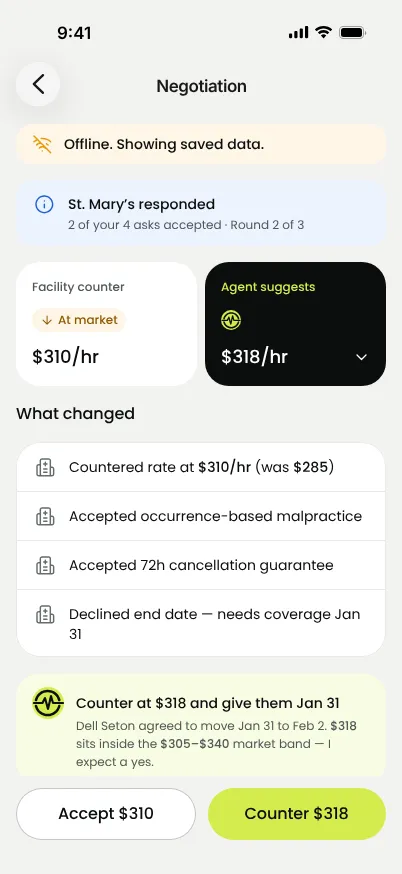 9:41
Negotiation
Offline. Showing saved data.
St. Mary’s responded
2 of your 4 asks accepted · Round 2 of 3
Facility counter
At market
$310/hr
Agent suggests
$318/hr
What changed
Countered rate at $310/hr (was $285)
Accepted occurrence-based malpractice
Accepted 72h cancellation guarantee
Declined end date — needs coverage Jan
31
Counter at $318 and give them Jan 31
Dell Seton agreed to move Jan 31 to Feb 2. $318
sits inside the $305–$340 market band — I
expect a yes.
Accept $310
Counter $318